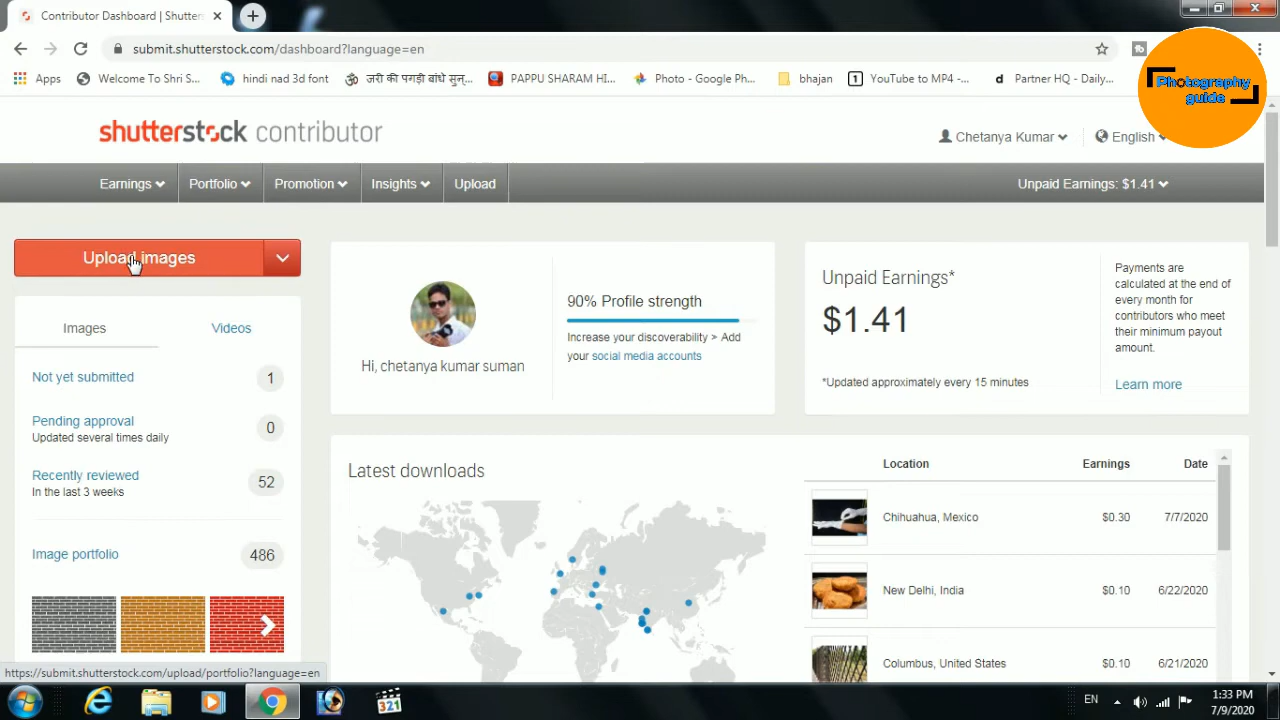 Contributor Dashboard | Shutter
submit.shutterstock.com/dashboard?language=en
Apps
Welcome To Shri S...
hindi nad 3d font
जरी की पगड़ी बांधे सुन्...
PAPPU SHARAM HI...
Photo - Google Ph...
bhajan
YouTube to MP4 -...
Partner HQ - Daily...
Photography
guide
shutterstock contributor
Chetanya Kumar
English
Earnings
Portfolio
Promotion
Insights
Upload
Unpaid Earnings: $1.41
Upload images
Images
Videos
Not yet submitted
1
Pending approval
0
Updated several times daily
Recently reviewed
52
In the last 3 weeks
Image portfolio
486
Hi, chetanya kumar suman
90% Profile strength
Increase your discoverability > Add
your social media accounts
Unpaid Earnings*
$1.41
*Updated approximately every 15 minutes
Payments are
calculated at the end of
every month for
contributors who meet
their minimum payout
amount.
Learn more
Latest downloads
Location
Earnings
Date
Chihuahua, Mexico
$0.30
7/7/2020
New Delhi, India
$0.10
6/22/2020
Columbus, United States
$0.10
6/21/2020
https://submit.shutterstock.com/upload/portfolio?language=en
321
EN
1:33 PM
7/9/2020